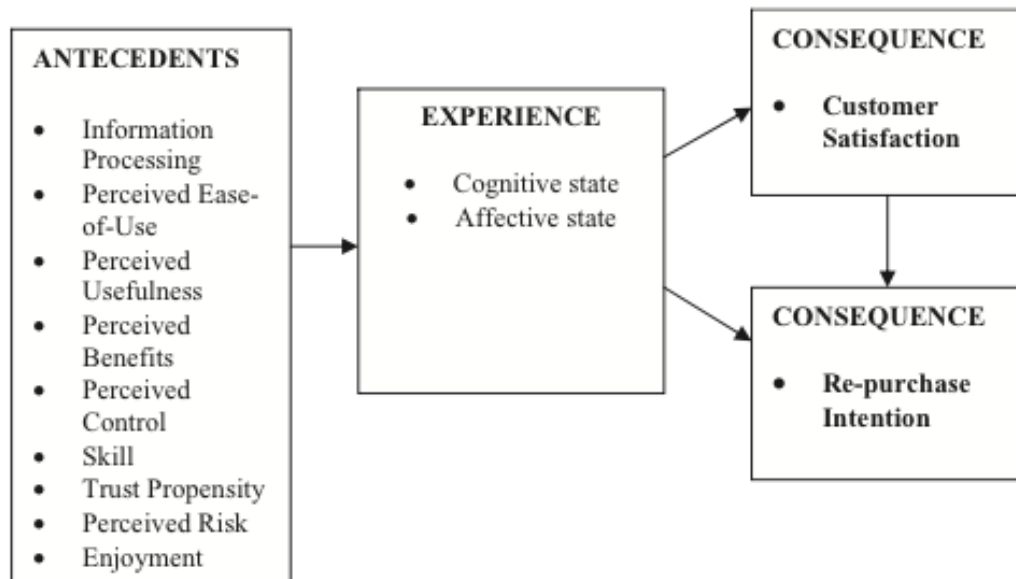 ANTECEDENTS
• Information
Processing
• Perceived Ease-
of-Use
• Perceived
Usefulness
• Perceived
Benefits
• Perceived
Control
• Skill
• Trust Propensity
• Perceived Risk
• Enjoyment
EXPERIENCE
• Cognitive state
• Affective state
CONSEQUENCE
• Customer
Satisfaction
CONSEQUENCE
• Re-purchase
Intention